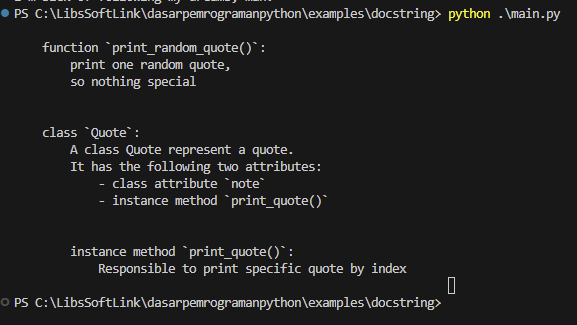 PS C:\LibsSoftLink\dasarpemrogramanpython\examples\docstring> python .\main.py
function `print_random_quote()`:
print one random quote,
so nothing special
class `Quote`:
A class Quote represent a quote.
It has the following two attributes:
- class attribute `note`
- instance method `print_quote()`
instance method `print_quote()`:
Responsible to print specific quote by index
PS C:\LibsSoftLink\dasarpemrogramanpython\examples\docstring>